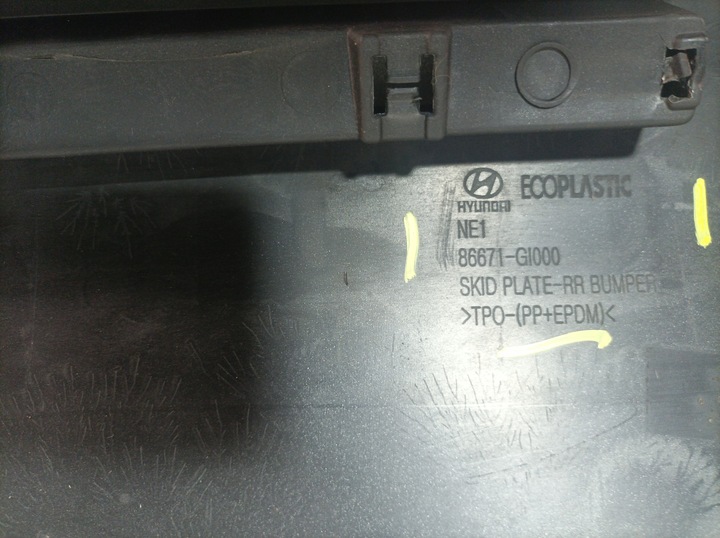 HYUNDAI ECOPLASTIC
NE1
86671-GI000
SKID PLATE-RR BUMPER
>TPO-(PP+EPDM)<